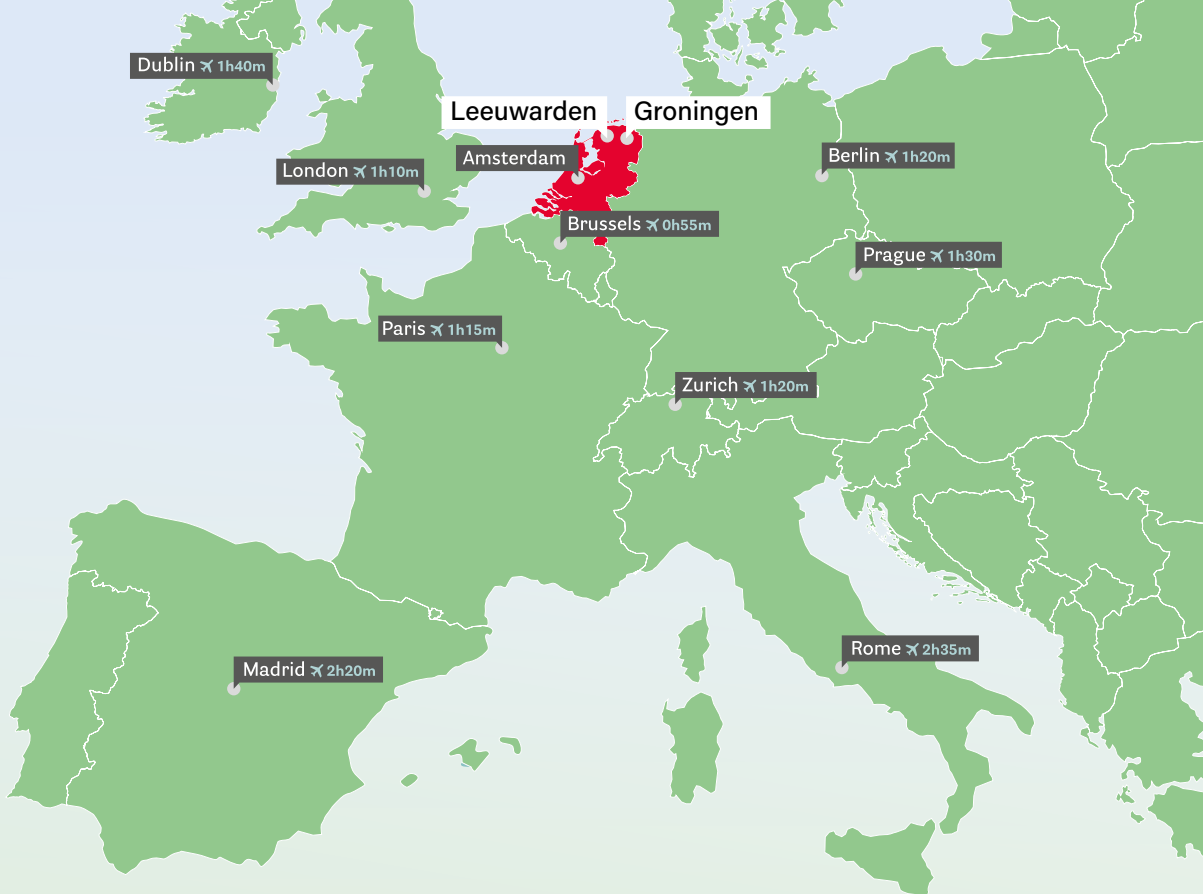 Dublin 1h40m
Leeuwarden
Groningen
Amsterdam
Berlin 1h20m
London 1h10m
Brussels 0h55m
Prague 1h30m
Paris 1h15m
Zurich 1h20m
Rome 2h35m
Madrid 2h20m